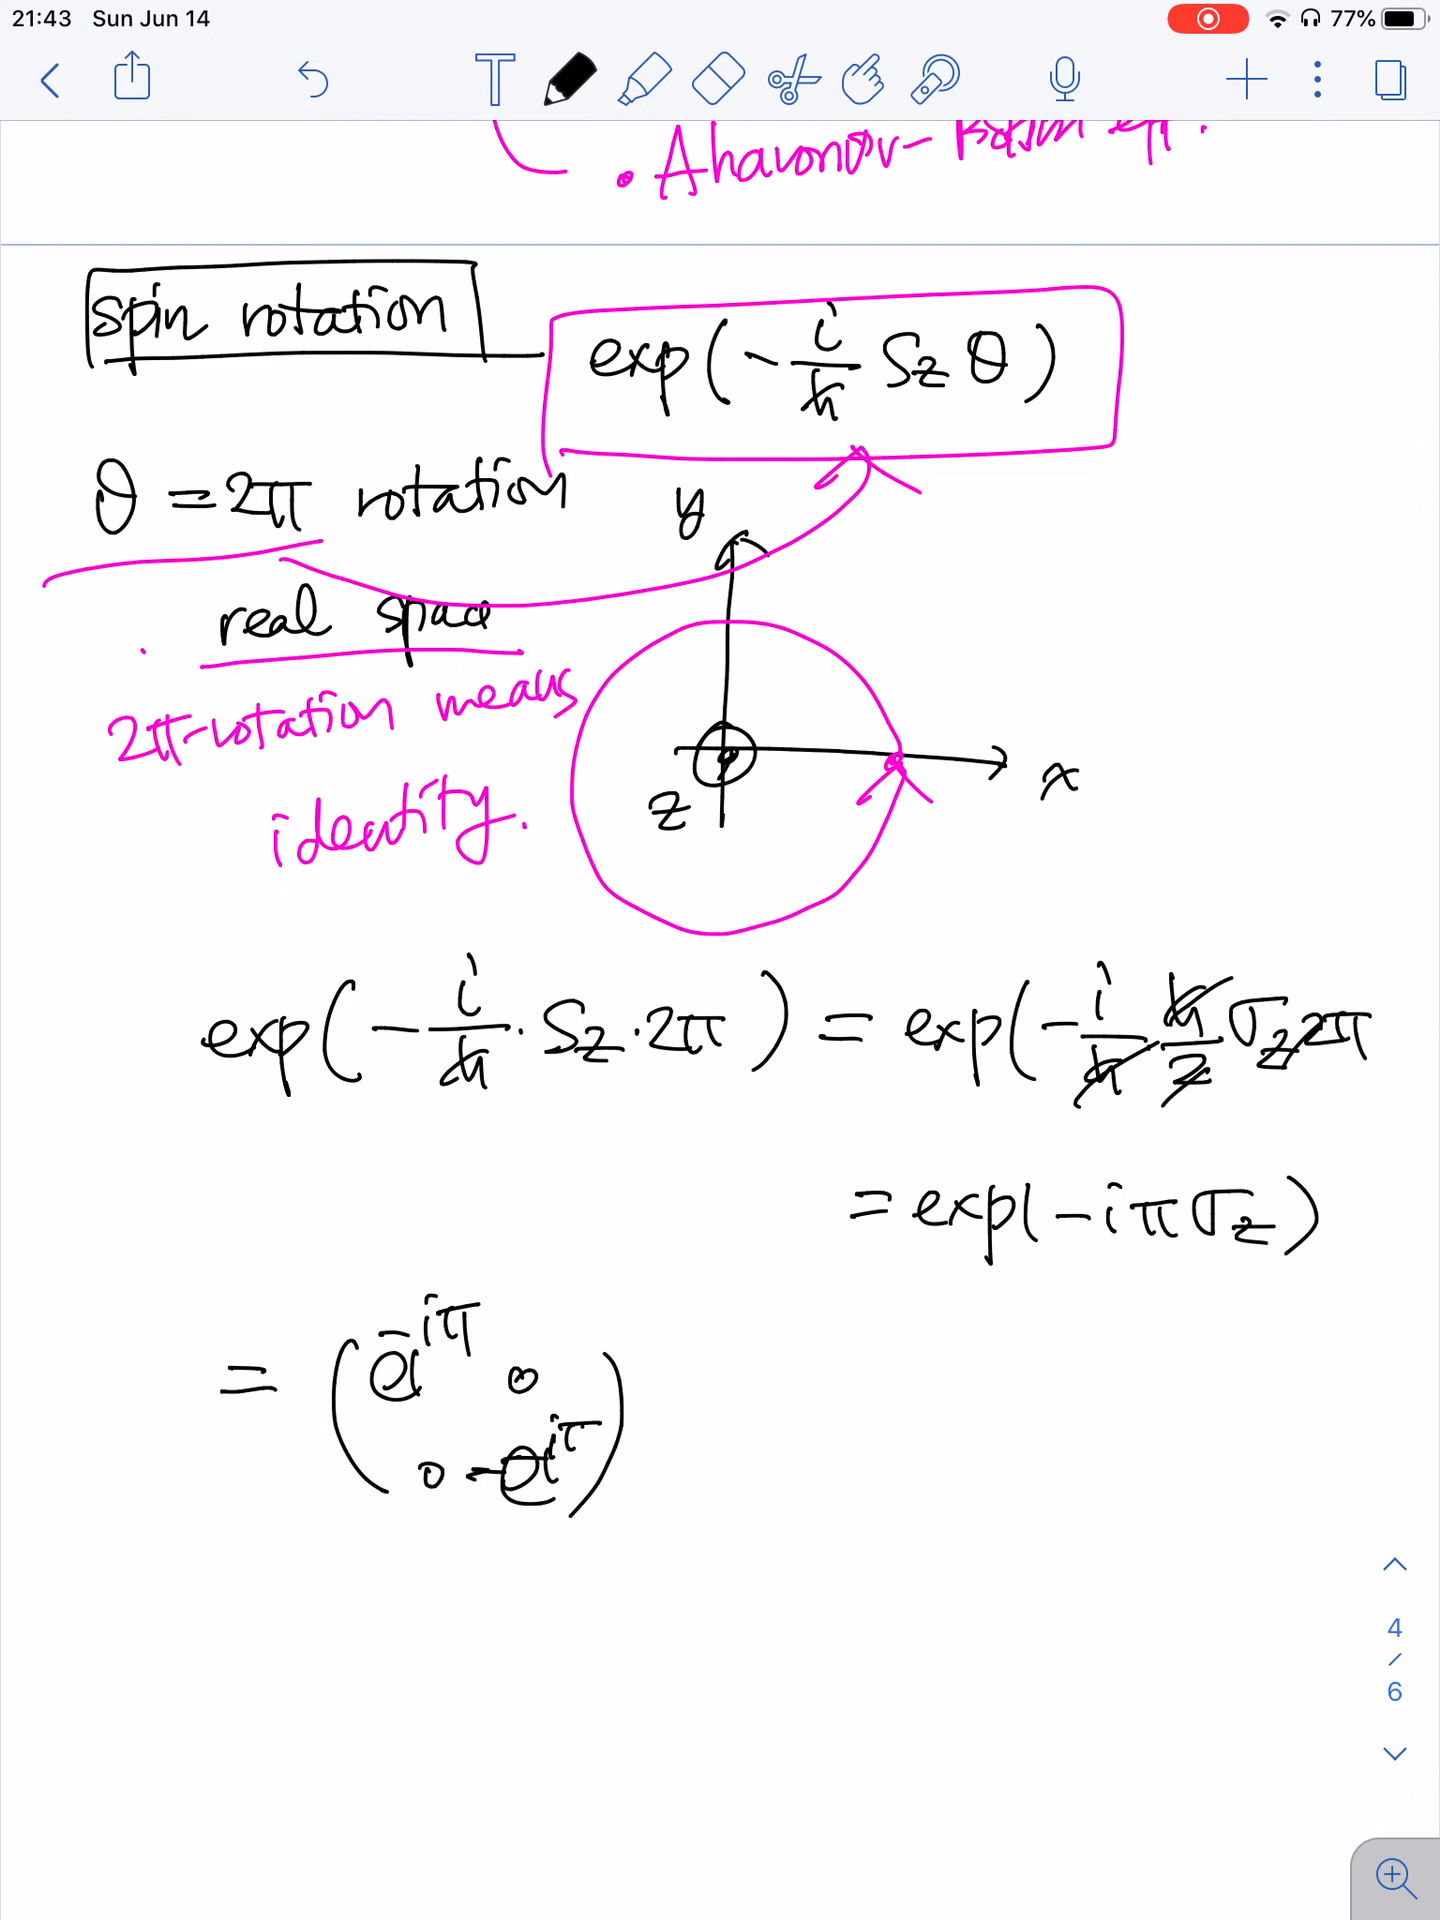 21:43 Sun Jun 14 77%
T
• Aharonov-
spin rotation
exp(-i/ħ Sz θ)
θ = 2π rotation
y
real space
2π-rotation means
x
z
identity.
exp(-i/ħ · Sz · 2π) = exp(-i/ħ ħ/2 σz 2π
= exp(-iπσz)
= (e^-iπ 0
0 -e^iπ)
4
/
6